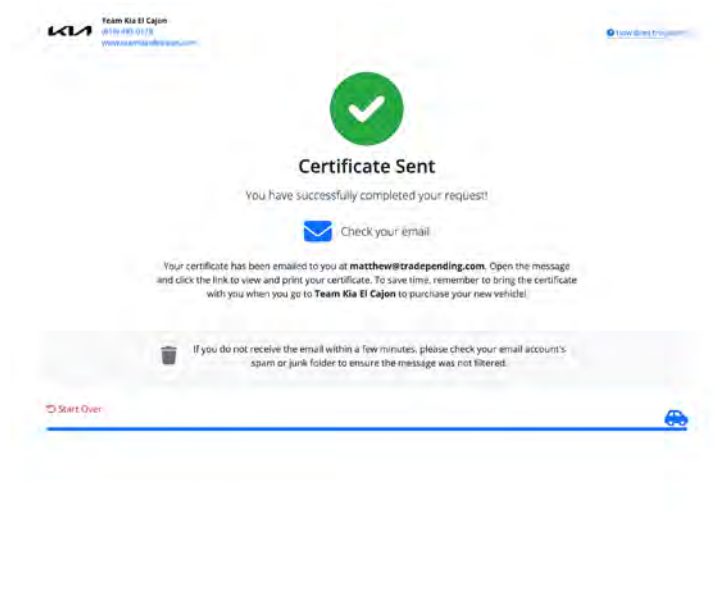 KIA
Team Kia El Cajon
Certificate Sent
You have successfully completed your request!
Check your email
Your certificate has been emailed to you at matthew@tradepending.com. Open the message
and click the link to view and print your certificate. To save time, remember to bring the certificate
with you when you go to Team Kia El Cajon to purchase your new vehicle!
If you do not receive the email within a few minutes, please check your email account's
spam or junk folder to ensure the message was not filtered.
Start Over